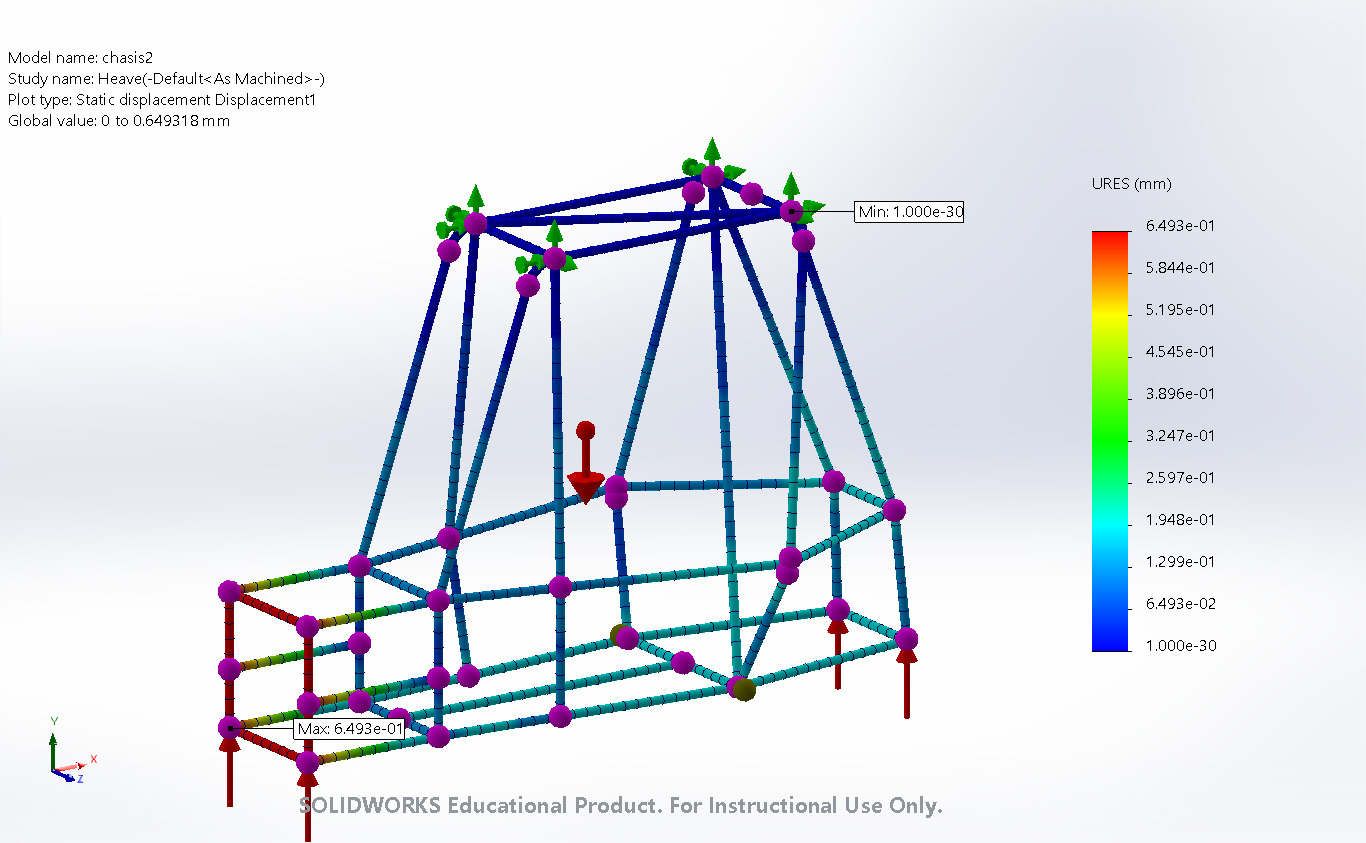 Model name: chasis2
Study name: Heave(-Default<As Machined>-)
Plot type: Static displacement Displacement1
Global value: 0 to 0.649318 mm
URES (mm)
Min: 1.000e-30
6.493e-01
5.844e-01
5.195e-01
4.545e-01
3.896e-01
3.247e-01
2.597e-01
1.948e-01
1.299e-01
6.493e-02
1.000e-30
Max: 6.493e-01
Y
X
Z
SOLIDWORKS Educational Product. For Instructional Use Only.